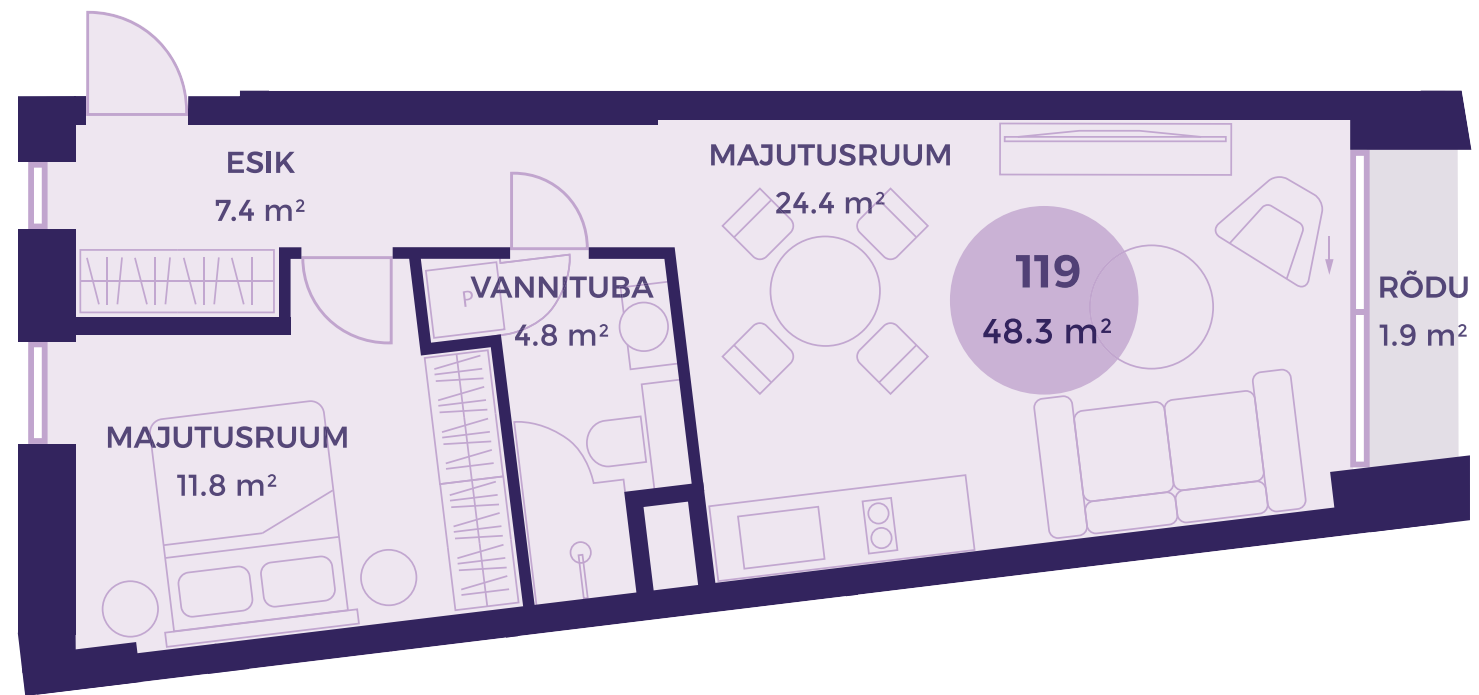 ESIK
7.4 m²
MAJUTUSRUUM
24.4 m²
119
48.3 m²
RÕDU
1.9 m²
P
VANNITUBA
4.8 m²
MAJUTUSRUUM
11.8 m²